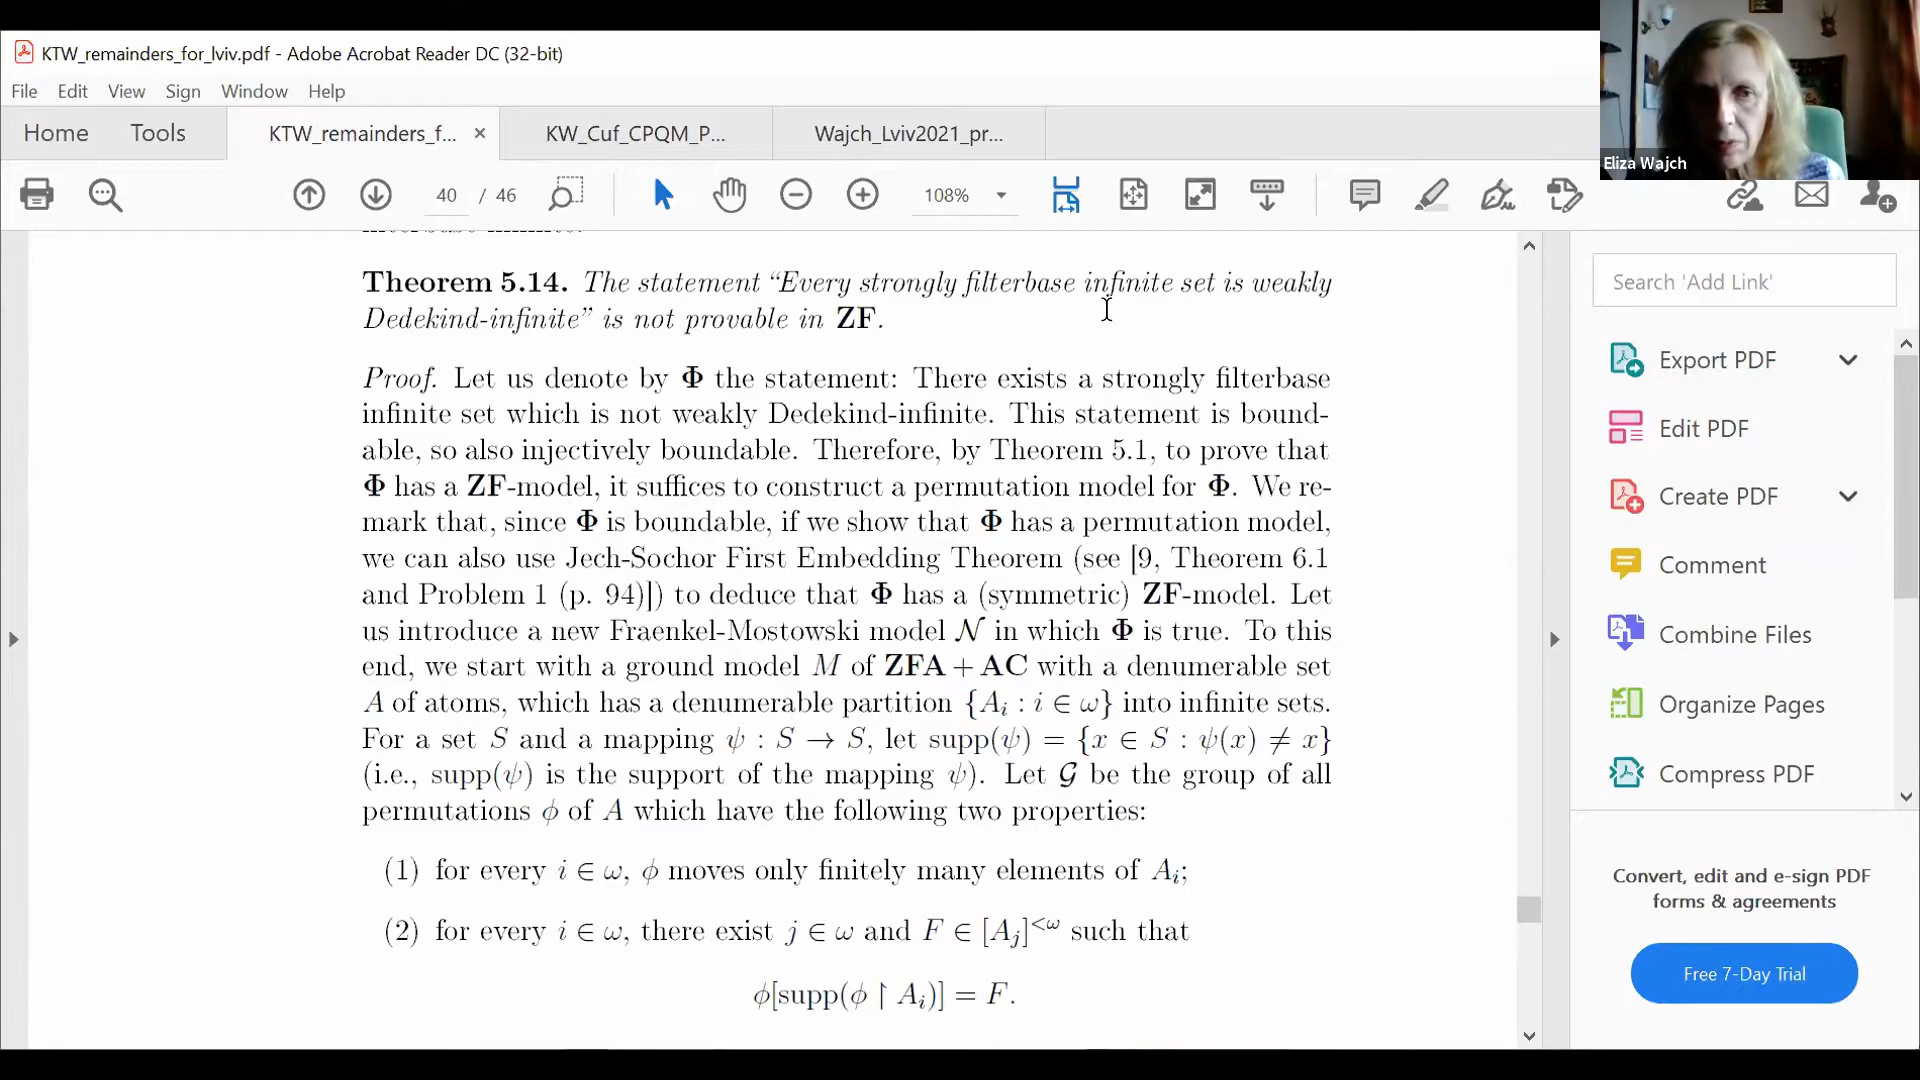 KTW_remainders_for_lviv.pdf - Adobe Acrobat Reader DC (32-bit)
File Edit View Sign Window Help
Home Tools KTW_remainders_f... × KW_Cuf_CPQM_P... Wajch_Lviv2021_pr...
Eliza Wajch
40 / 46 108%
Theorem 5.14. The statement “Every strongly filterbase infinite set is weakly
Dedekind-infinite” is not provable in ZF.
Proof. Let us denote by Φ the statement: There exists a strongly filterbase
infinite set which is not weakly Dedekind-infinite. This statement is bound-
able, so also injectively boundable. Therefore, by Theorem 5.1, to prove that
Φ has a ZF-model, it suffices to construct a permutation model for Φ. We re-
mark that, since Φ is boundable, if we show that Φ has a permutation model,
we can also use Jech-Sochor First Embedding Theorem (see [9, Theorem 6.1
and Problem 1 (p. 94)]) to deduce that Φ has a (symmetric) ZF-model. Let
us introduce a new Fraenkel-Mostowski model 𝒩 in which Φ is true. To this
end, we start with a ground model M of ZFA + AC with a denumerable set
A of atoms, which has a denumerable partition {Aᵢ : i ∈ ω} into infinite sets.
For a set S and a mapping ψ : S → S, let supp(ψ) = {x ∈ S : ψ(x) ≠ x}
(i.e., supp(ψ) is the support of the mapping ψ). Let 𝒢 be the group of all
permutations ϕ of A which have the following two properties:
(1) for every i ∈ ω, ϕ moves only finitely many elements of Aᵢ;
(2) for every i ∈ ω, there exist j ∈ ω and F ∈ [Aⱼ]^{<ω} such that
ϕ[supp(ϕ ↾ Aᵢ)] = F.
Search 'Add Link'
Export PDF
Edit PDF
Create PDF
Comment
Combine Files
Organize Pages
Compress PDF
Convert, edit and e-sign PDF
forms & agreements
Free 7-Day Trial